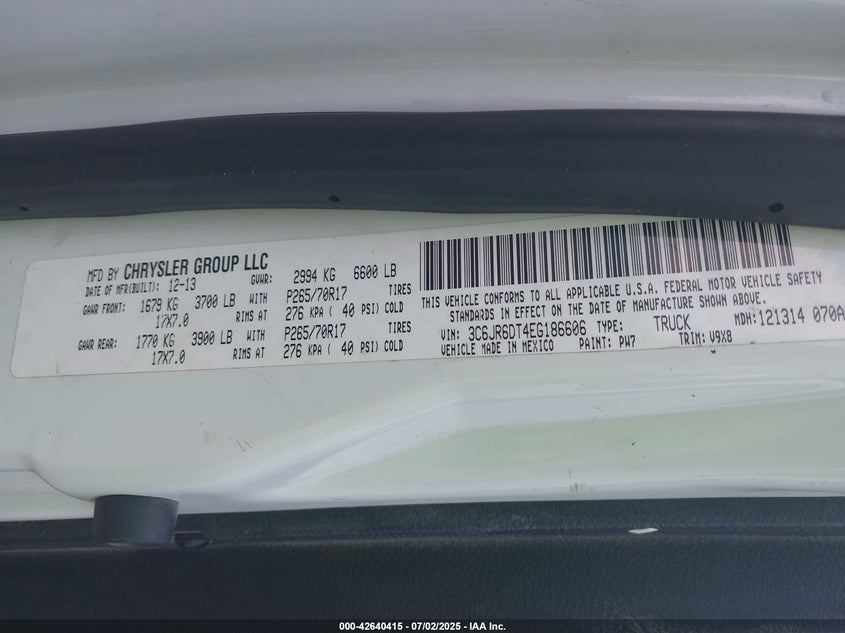 MFD BY CHRYSLER GROUP LLC
DATE OF MFR(BUILT): 12-13 GVWR: 2994 KG 6600 LB
GAWR FRONT: 1679 KG 3700 LB WITH P265/70R17 TIRES
17X7.0 RIMS AT 276 KPA ( 40 PSI) COLD
GAWR REAR: 1770 KG 3900 LB WITH P265/70R17 TIRES
17X7.0 RIMS AT 276 KPA ( 40 PSI) COLD
THIS VEHICLE CONFORMS TO ALL APPLICABLE U.S.A. FEDERAL MOTOR VEHICLE SAFETY
STANDARDS IN EFFECT ON THE DATE OF MANUFACTURE SHOWN ABOVE.
VIN: 3C6JR6DT4EG186606 TYPE: TRUCK MDH:121314 070A
VEHICLE MADE IN MEXICO PAINT: PW7 TRIM: V9X8
000-42640415 - 07/02/2025 - IAA Inc.